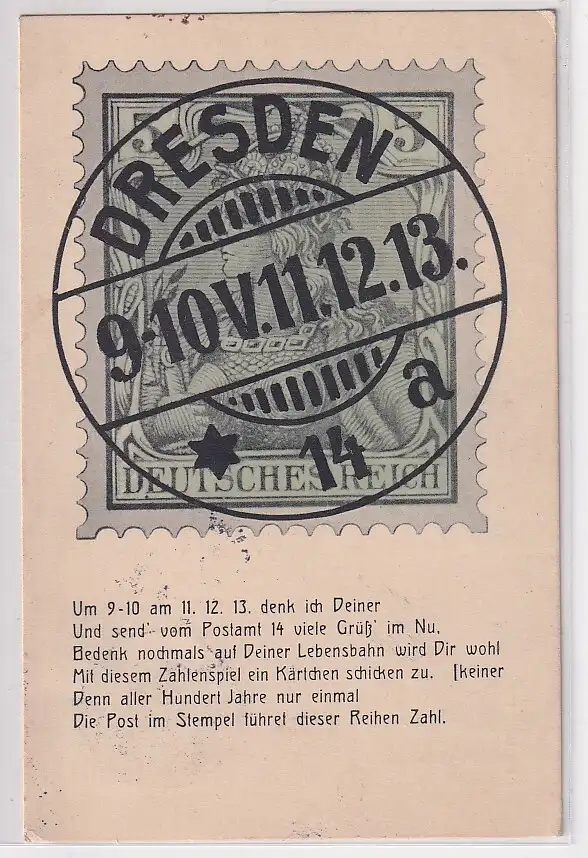 5 5
DRESDEN
9-10V.11.12.13.
* 14 a
DEUTSCHES REICH
Um 9-10 am 11. 12. 13. denk ich Deiner
Und send' vom Postamt 14 viele Grüß' im Nu,
Bedenk nochmals auf Deiner Lebensbahn wird Dir wohl
Mit diesem Zahlenspiel ein Kärtchen schicken zu. [keiner
Denn aller Hundert Jahre nur einmal
Die Post im Stempel führet dieser Reihen Zahl.